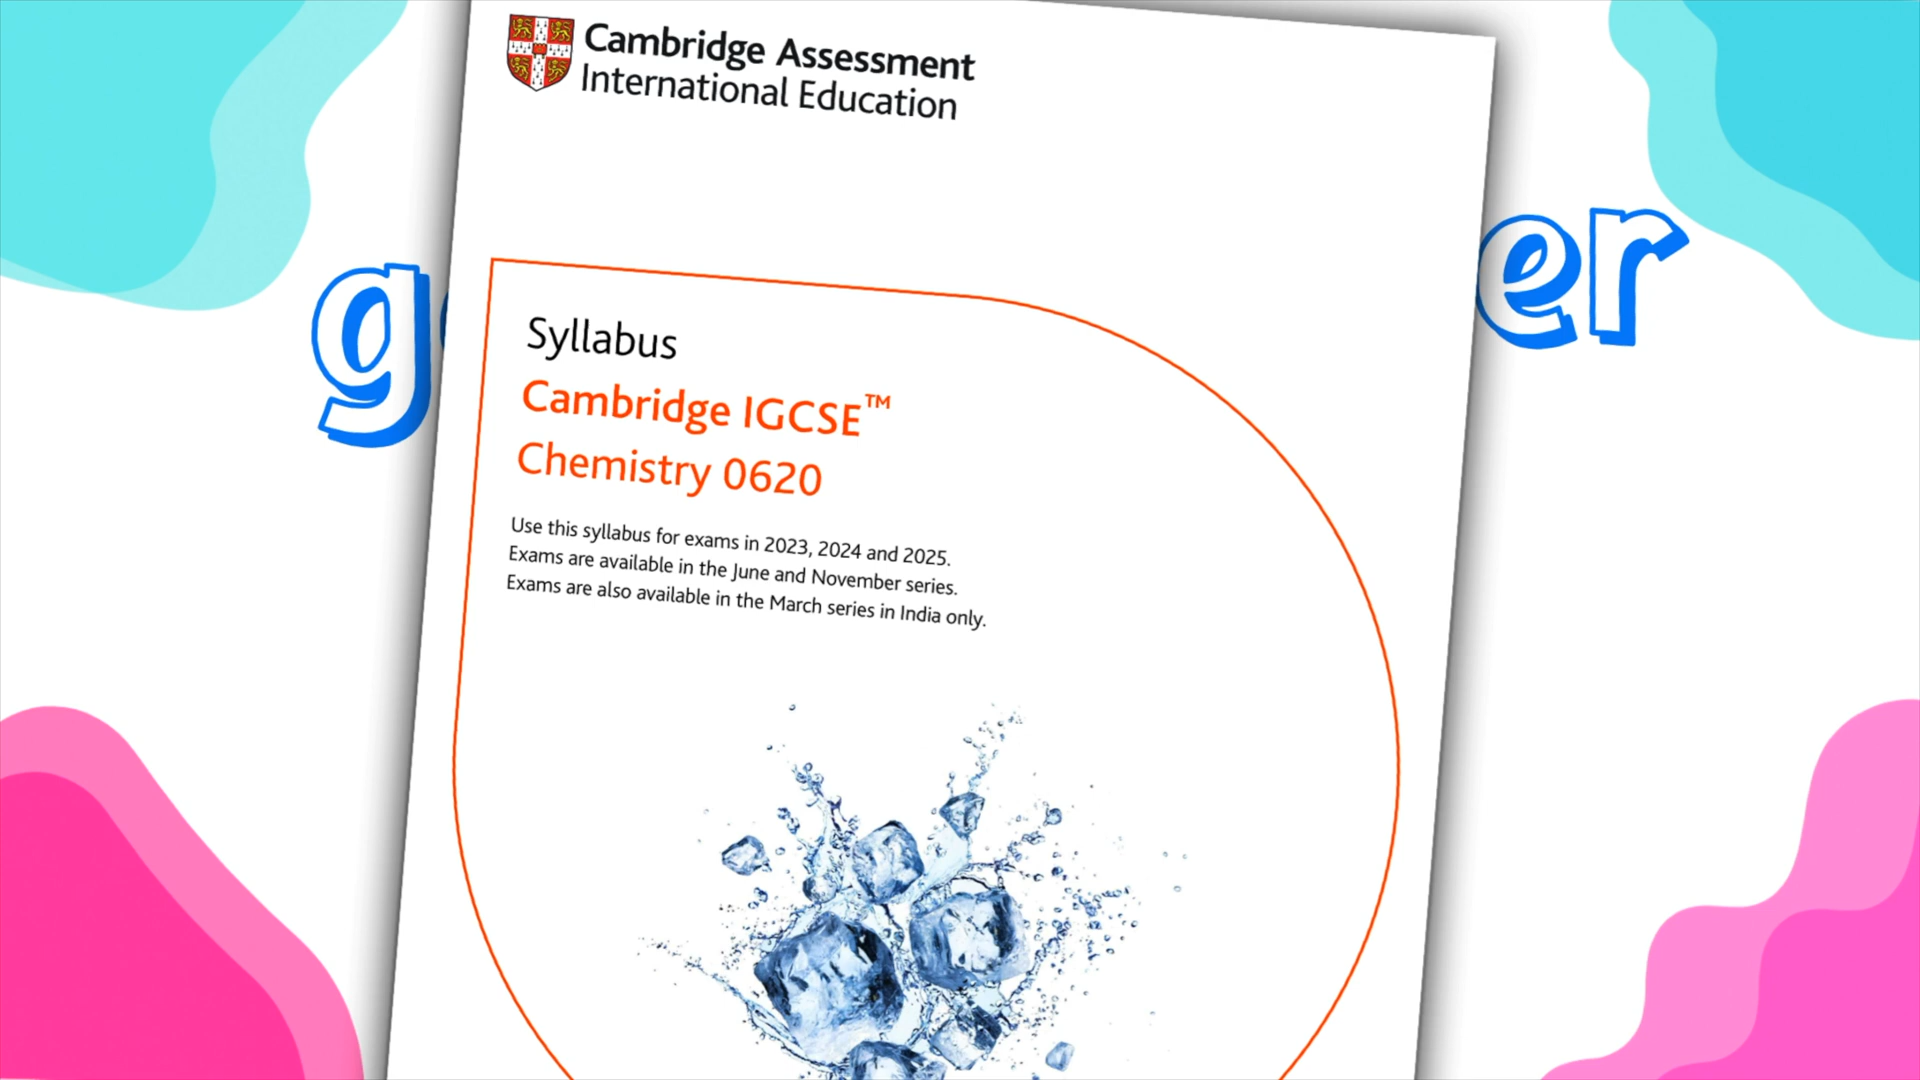 Cambridge Assessment
International Education
Syllabus
Cambridge IGCSE™
Chemistry 0620
Use this syllabus for exams in 2023, 2024 and 2025.
Exams are available in the June and November series.
Exams are also available in the March series in India only.